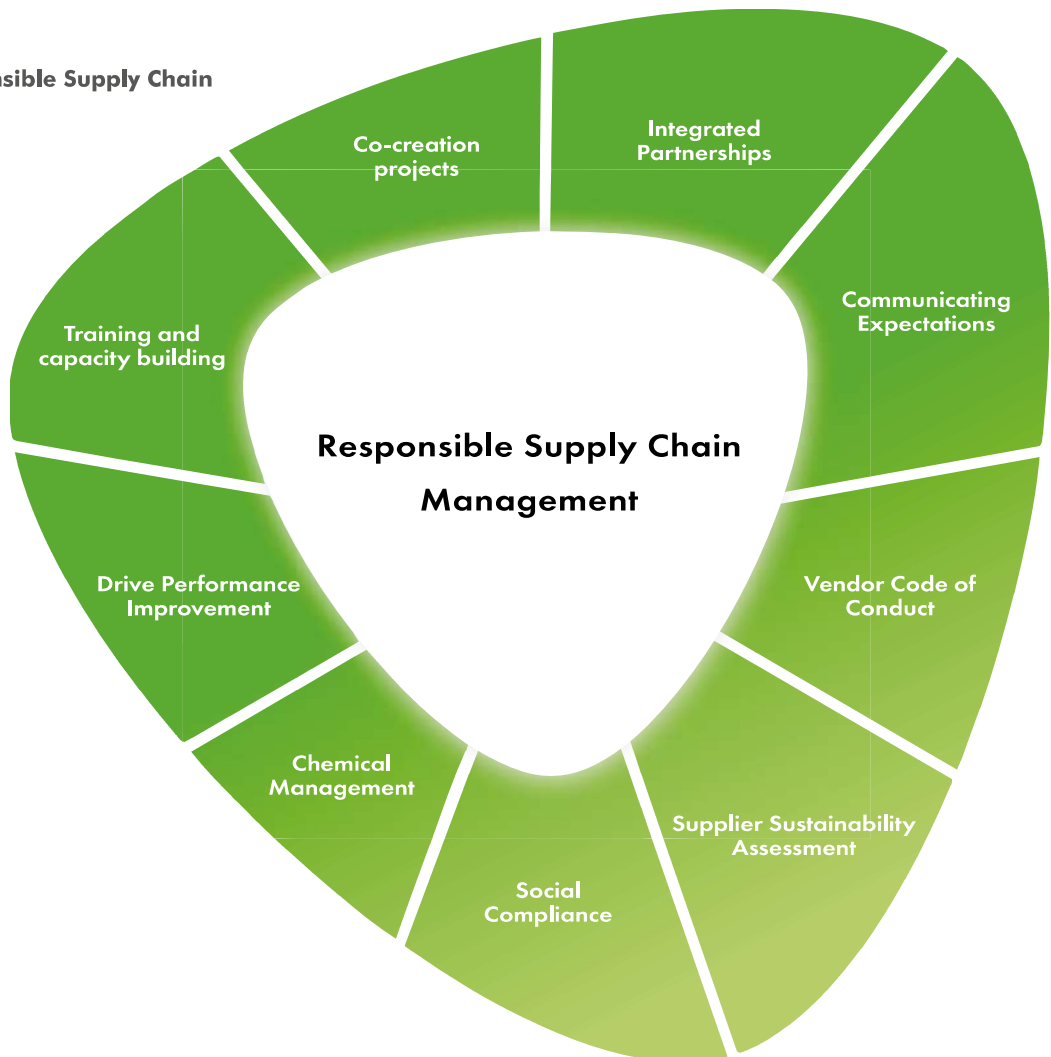 Supply Chain
Co-creation
projects
Integrated
Partnerships
Communicating
Expectations
Training and
capacity building
Responsible Supply Chain
Management
Drive Performance
Improvement
Vendor Code of
Conduct
Chemical
Management
Supplier Sustainability
Assessment
Social
Compliance